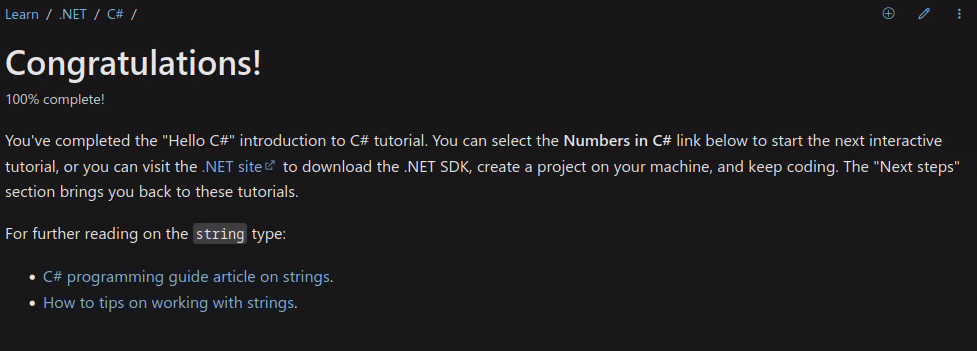 Learn / .NET / C# /
Congratulations!
100% complete!
You've completed the "Hello C#" introduction to C# tutorial. You can select the Numbers in C# link below to start the next interactive
tutorial, or you can visit the .NET site to download the .NET SDK, create a project on your machine, and keep coding. The "Next steps"
section brings you back to these tutorials.
For further reading on the string type:
• C# programming guide article on strings.
• How to tips on working with strings.